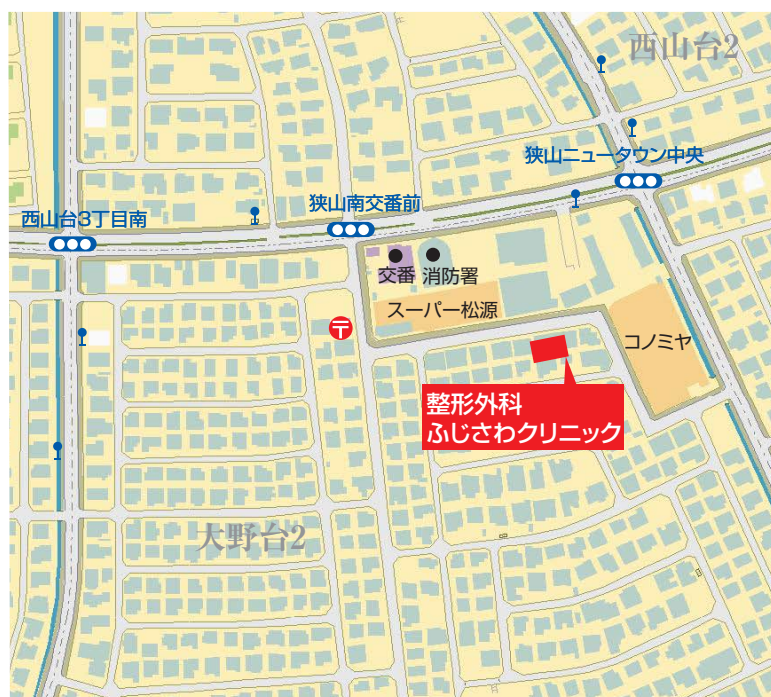 西山台2
狭山ニュータウン中央
狭山南交番前
西山台3丁目南
交番
消防署
スーパー松源
コノミヤ
〒
整形外科
ふじさわクリニック
大野台2